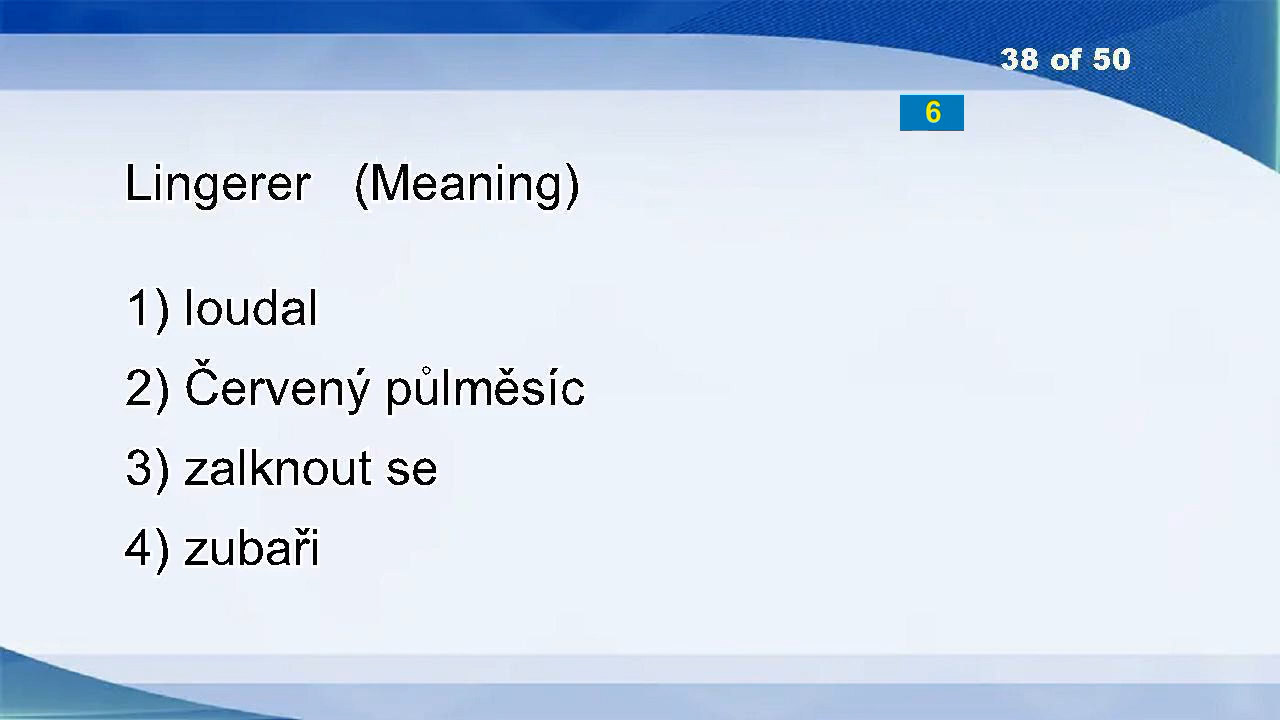 38 of 50
6
Lingerer (Meaning)
1) loudal
2) Červený půlměsíc
3) zalknout se
4) zubaři